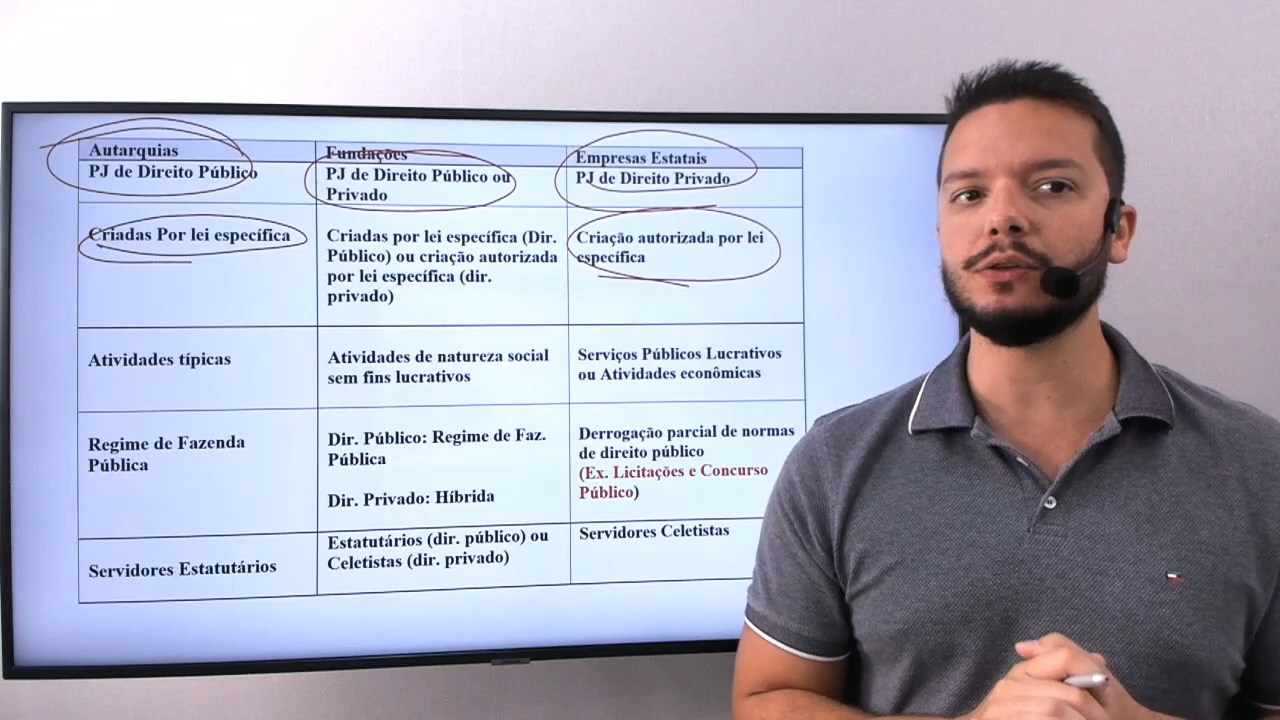 Autarquias
PJ de Direito Público
Fundações
PJ de Direito Público ou
Privado
Empresas Estatais
PJ de Direito Privado
Criadas Por lei específica
Criadas por lei específica (Dir.
Público) ou criação autorizada
por lei específica (dir.
privado)
Criação autorizada por lei
específica
Atividades típicas
Atividades de natureza social
sem fins lucrativos
Serviços Públicos Lucrativos
ou Atividades econômicas
Regime de Fazenda
Pública
Dir. Público: Regime de Faz.
Pública
Dir. Privado: Híbrida
Derrogação parcial de normas
de direito público
(Ex. Licitações e Concurso
Público)
Servidores Estatutários
Estatutários (dir. público) ou
Celetistas (dir. privado)
Servidores Celetistas